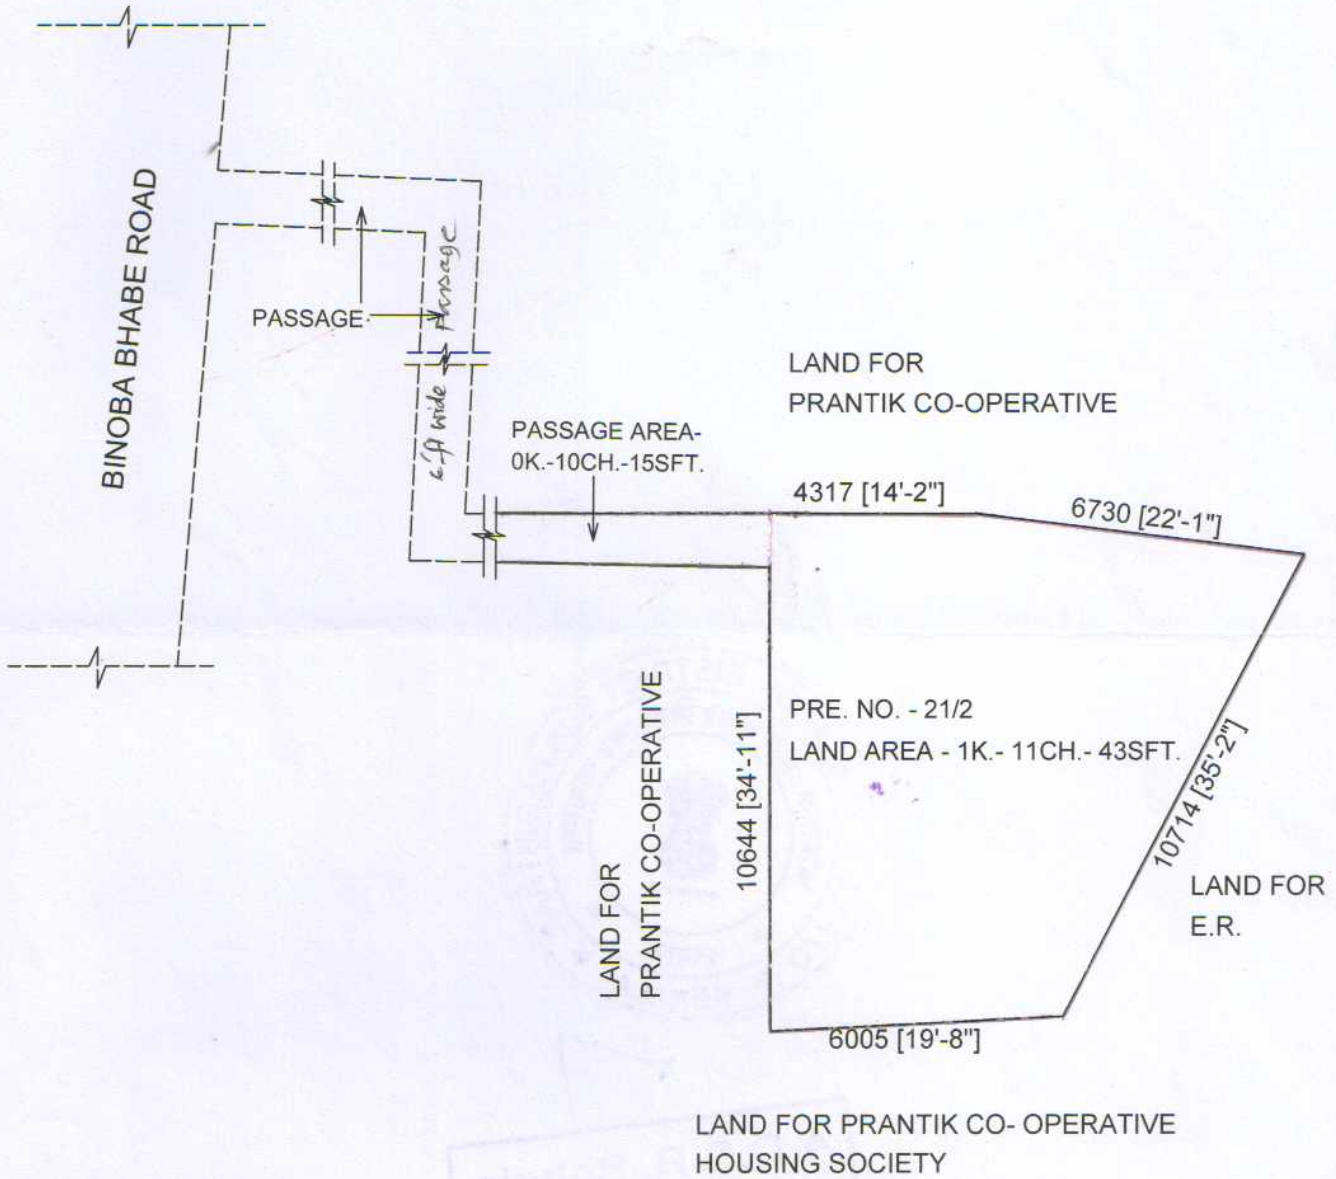 BINOBA BHABE ROAD
PASSAGE
6'ft wide passage
PASSAGE AREA-
0K.-10CH.-15SFT.
LAND FOR
PRANTIK CO-OPERATIVE
4317 [14'-2"]
6730 [22'-1"]
LAND FOR
PRANTIK CO-OPERATIVE
10644 [34'-11"]
PRE. NO. - 21/2
LAND AREA - 1K.- 11CH.- 43SFT.
10714 [35'-2"]
LAND FOR
E.R.
6005 [19'-8"]
LAND FOR PRANTIK CO- OPERATIVE
HOUSING SOCIETY